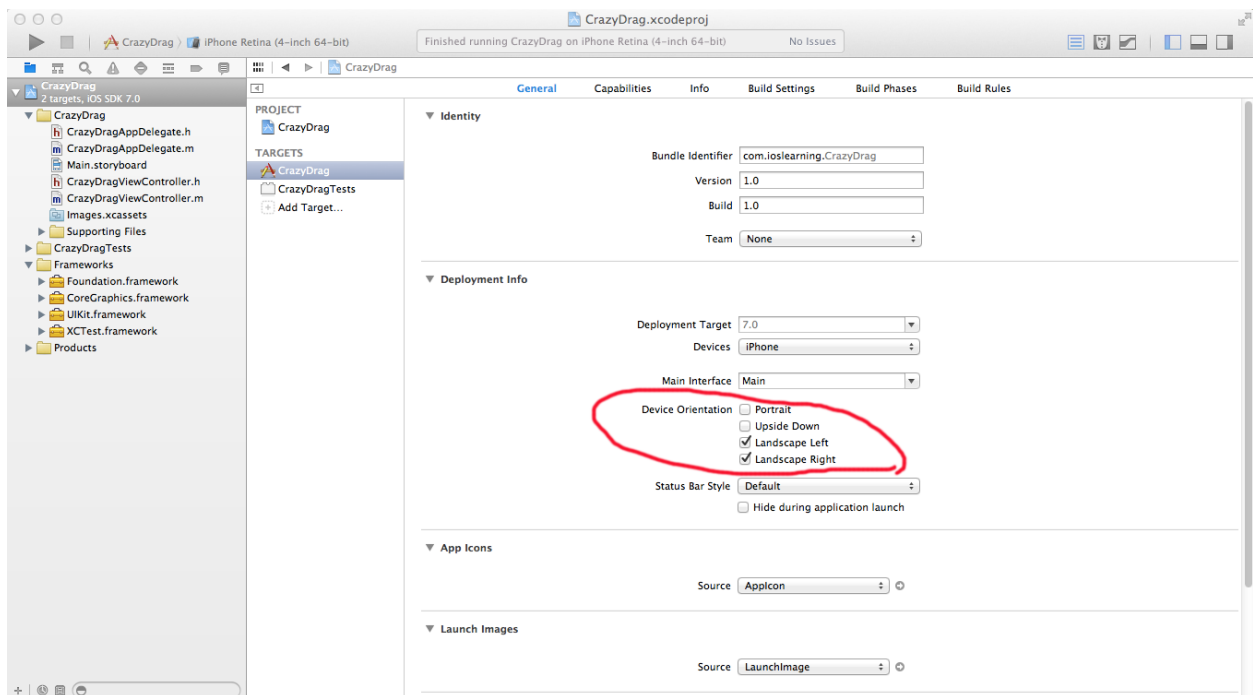 CrazyDrag.xcodeproj
CrazyDrag iPhone Retina (4-inch 64-bit)
Finished running CrazyDrag on iPhone Retina (4-inch 64-bit) No Issues
CrazyDrag
CrazyDrag
2 targets, iOS SDK 7.0
CrazyDrag
h CrazyDragAppDelegate.h
m CrazyDragAppDelegate.m
Main.storyboard
h CrazyDragViewController.h
m CrazyDragViewController.m
Images.xcassets
Supporting Files
CrazyDragTests
Frameworks
Foundation.framework
CoreGraphics.framework
UIKit.framework
XCTest.framework
Products
PROJECT
CrazyDrag
TARGETS
CrazyDrag
CrazyDragTests
Add Target...
General Capabilities Info Build Settings Build Phases Build Rules
Identity
Bundle Identifier com.ioslearning.CrazyDrag
Version 1.0
Build 1.0
Team None
Deployment Info
Deployment Target 7.0
Devices iPhone
Main Interface Main
Device Orientation Portrait
Upside Down
Landscape Left
Landscape Right
Status Bar Style Default
Hide during application launch
App Icons
Source AppIcon
Launch Images
Source LaunchImage